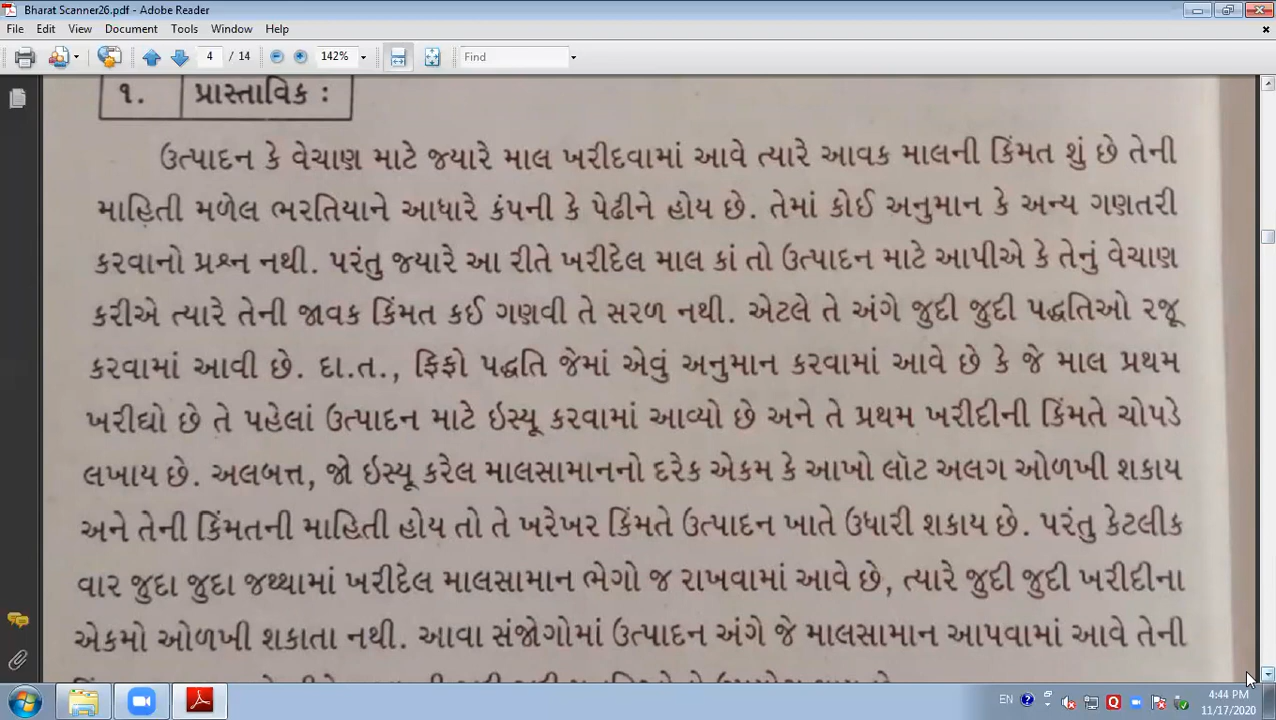 Bharat Scanner26.pdf - Adobe Reader
File Edit View Document Tools Window Help
4 / 14 142% Find
૧. પ્રાસ્તાવિક :
ઉત્પાદન કે વેચાણ માટે જયારે માલ ખરીદવામાં આવે ત્યારે આવક માલની કિંમત શું છે તેની
માહિતી મળેલ ભરતિયાને આધારે કંપની કે પેઢીને હોય છે. તેમાં કોઈ અનુમાન કે અન્ય ગણતરી
કરવાનો પ્રશ્ન નથી. પરંતુ જયારે આ રીતે ખરીદેલ માલ કાં તો ઉત્પાદન માટે આપીએ કે તેનું વેચાણ
કરીએ ત્યારે તેની જાવક કિંમત કઈ ગણવી તે સરળ નથી. એટલે તે અંગે જુદી જુદી પદ્ધતિઓ રજૂ
કરવામાં આવી છે. દા.ત., ફિફો પદ્ધતિ જેમાં એવું અનુમાન કરવામાં આવે છે કે જે માલ પ્રથમ
ખરીદ્યો છે તે પહેલાં ઉત્પાદન માટે ઇસ્યૂ કરવામાં આવ્યો છે અને તે પ્રથમ ખરીદીની કિંમતે ચોપડે
લખાય છે. અલબત્ત, જો ઇસ્યૂ કરેલ માલસામાનનો દરેક એકમ કે આખો લૉટ અલગ ઓળખી શકાય
અને તેની કિંમતની માહિતી હોય તો તે ખરેખર કિંમતે ઉત્પાદન ખાતે ઉધારી શકાય છે. પરંતુ કેટલીક
વાર જુદા જુદા જથ્થામાં ખરીદેલ માલસામાન ભેગો જ રાખવામાં આવે છે, ત્યારે જુદી જુદી ખરીદીના
એકમો ઓળખી શકાતા નથી. આવા સંજોગોમાં ઉત્પાદન અંગે જે માલસામાન આપવામાં આવે તેની
EN
4:44 PM
11/17/2020